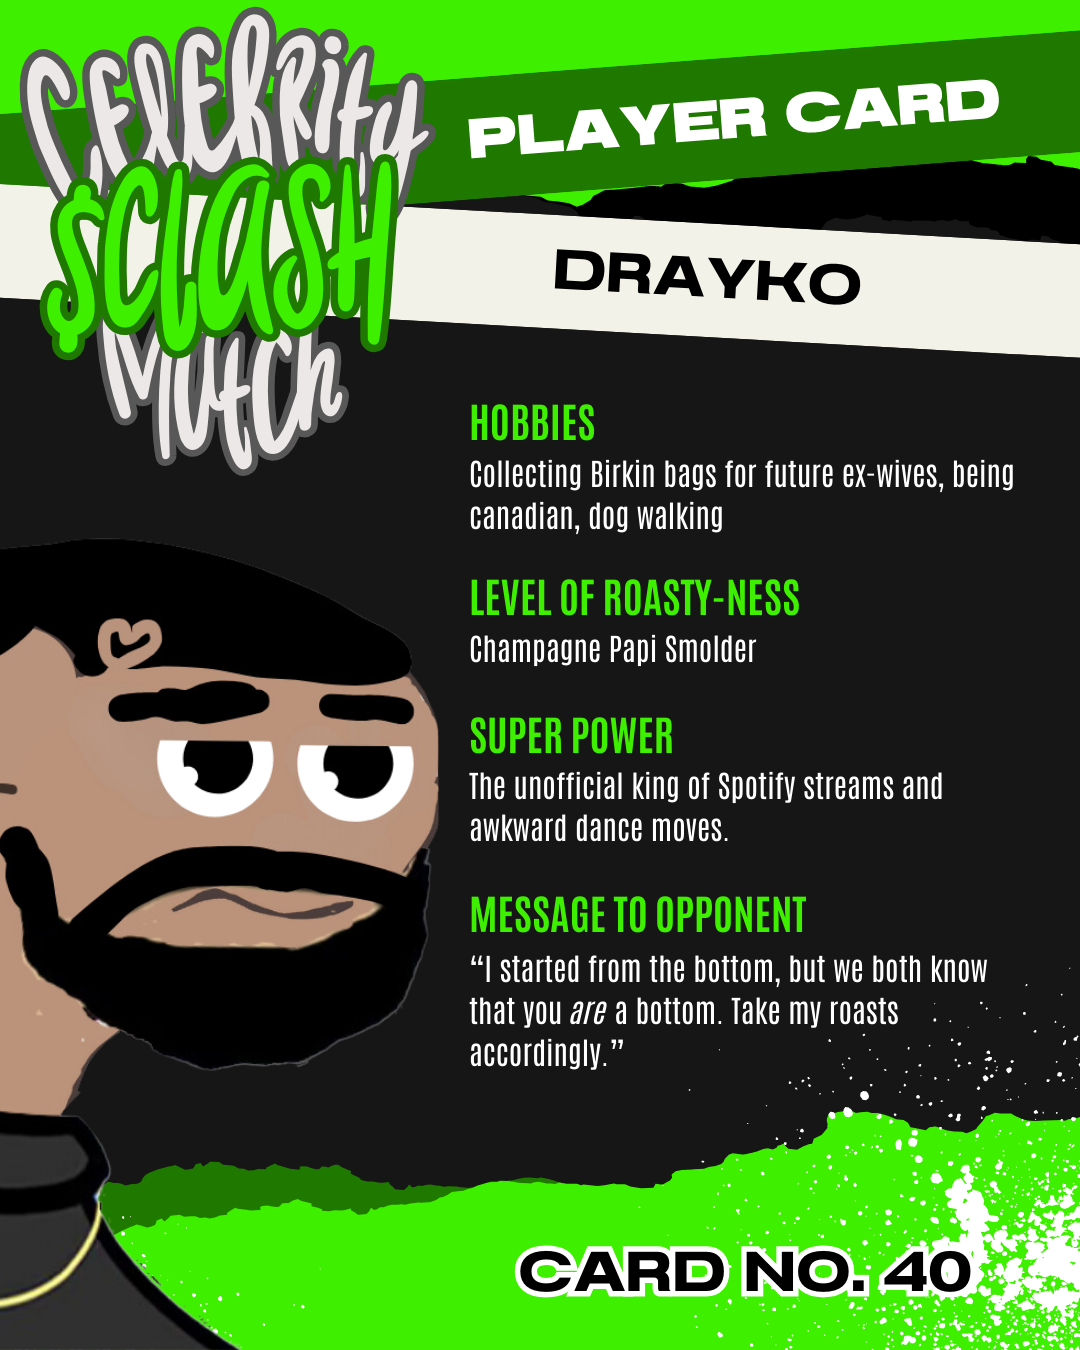 Celebrity
$CLASH
Match
PLAYER CARD
DRAYKO
HOBBIES
Collecting Birkin bags for future ex-wives, being
canadian, dog walking
LEVEL OF ROASTY-NESS
Champagne Papi Smolder
SUPER POWER
The unofficial king of Spotify streams and
awkward dance moves.
MESSAGE TO OPPONENT
“I started from the bottom, but we both know
that you are a bottom. Take my roasts
accordingly.”
CARD NO. 40